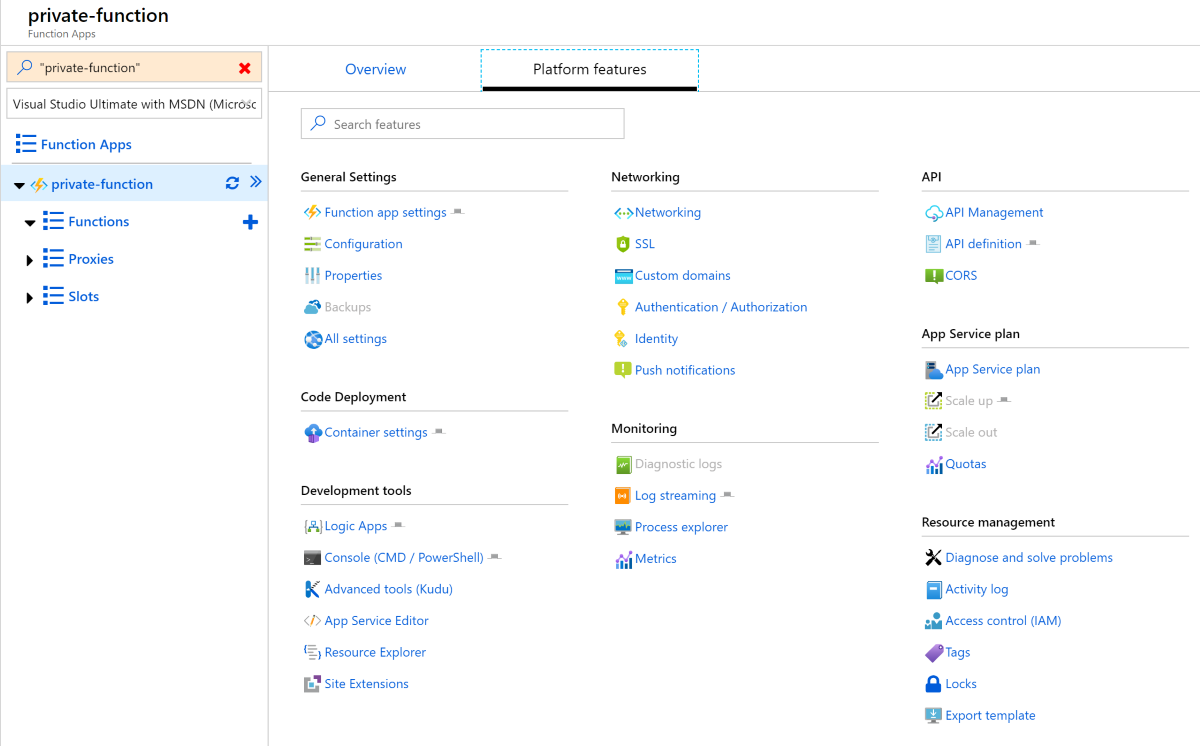 private-function
Function Apps
"private-function"
Visual Studio Ultimate with MSDN (Microsc
Function Apps
private-function
Functions
Proxies
Slots
Overview
Platform features
Search features
General Settings
Function app settings
Configuration
Properties
Backups
All settings
Code Deployment
Container settings
Development tools
Logic Apps
Console (CMD / PowerShell)
Advanced tools (Kudu)
App Service Editor
Resource Explorer
Site Extensions
Networking
Networking
SSL
Custom domains
Authentication / Authorization
Identity
Push notifications
Monitoring
Diagnostic logs
Log streaming
Process explorer
Metrics
API
API Management
API definition
CORS
App Service plan
App Service plan
Scale up
Scale out
Quotas
Resource management
Diagnose and solve problems
Activity log
Access control (IAM)
Tags
Locks
Export template